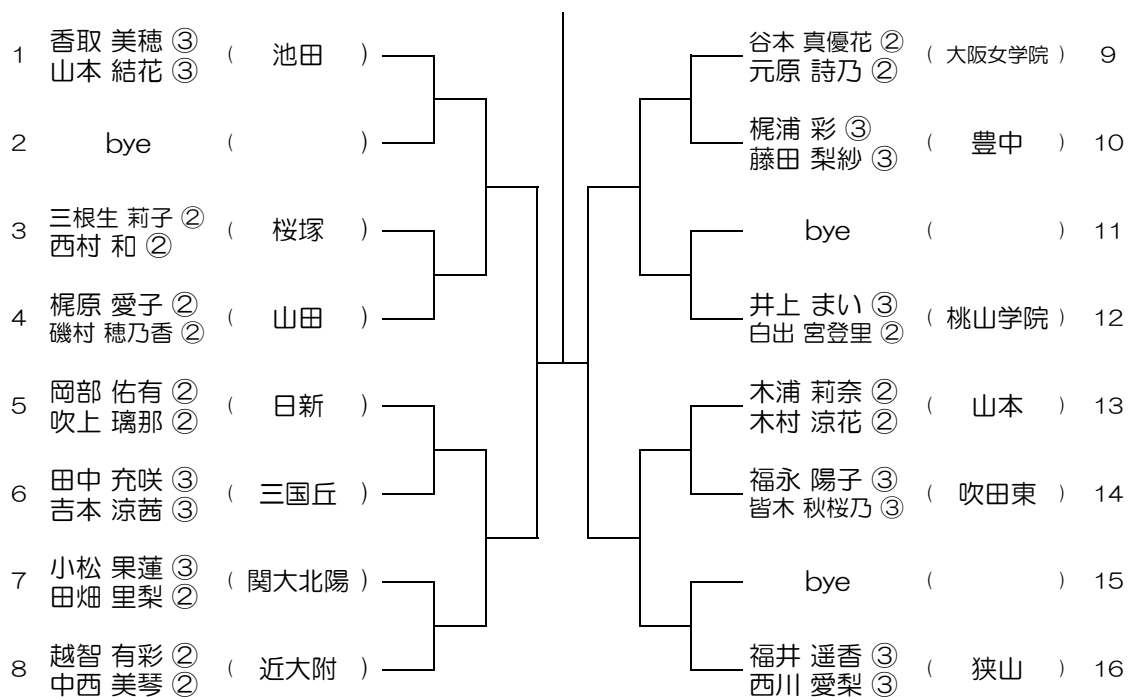 1 香取 美穂 ③ ( 池田 )
山本 結花 ③
2 bye ( )
3 三根生 莉子 ② ( 桜塚 )
西村 和 ②
4 梶原 愛子 ② ( 山田 )
磯村 穂乃香 ②
5 岡部 佑有 ② ( 日新 )
吹上 璃那 ②
6 田中 充咲 ③ ( 三国丘 )
吉本 涼茜 ③
7 小松 果蓮 ③ ( 関大北陽 )
田畑 里梨 ②
8 越智 有彩 ② ( 近大附 )
中西 美琴 ②
谷本 真優花 ② ( 大阪女学院 ) 9
元原 詩乃 ②
梶浦 彩 ③ ( 豊中 ) 10
藤田 梨紗 ③
bye ( ) 11
井上 まい ③ ( 桃山学院 ) 12
白出 宮登里 ②
木浦 莉奈 ② ( 山本 ) 13
木村 涼花 ②
福永 陽子 ③ ( 吹田東 ) 14
皆木 秋桜乃 ③
bye ( ) 15
福井 遥香 ③ ( 狭山 ) 16
西川 愛梨 ③